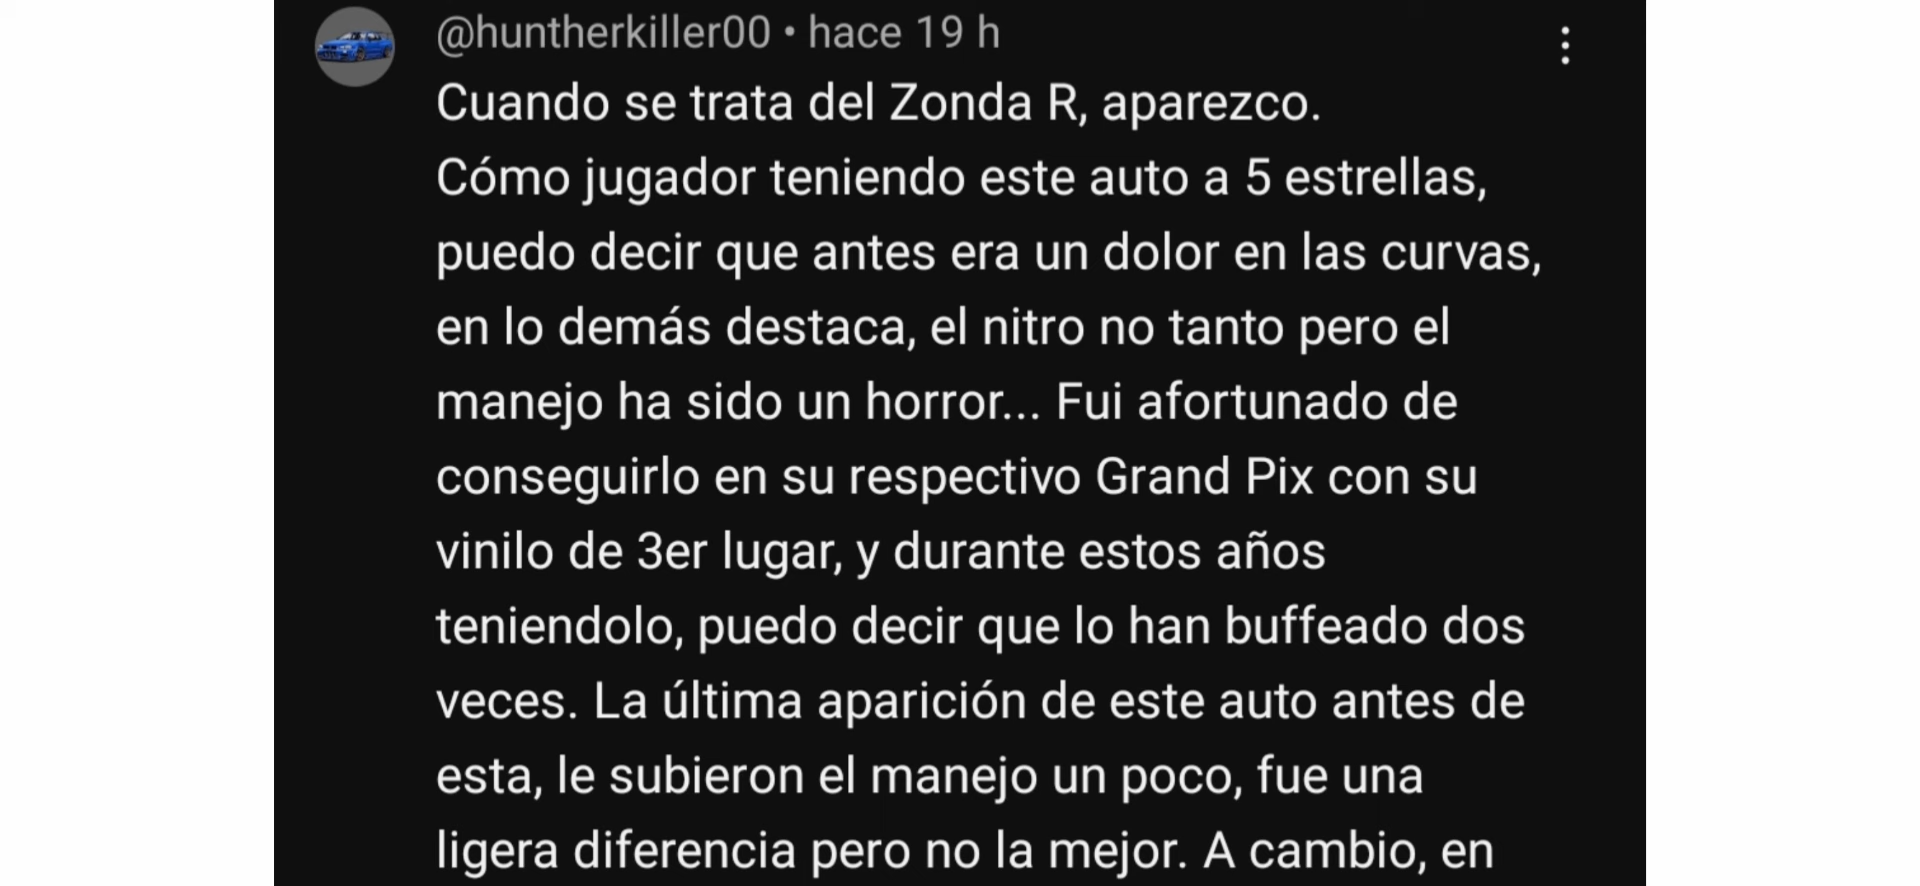 @huntherkiller00 • hace 19 h
Cuando se trata del Zonda R, aparezco.
Cómo jugador teniendo este auto a 5 estrellas,
puedo decir que antes era un dolor en las curvas,
en lo demás destaca, el nitro no tanto pero el
manejo ha sido un horror... Fui afortunado de
conseguirlo en su respectivo Grand Pix con su
vinilo de 3er lugar, y durante estos años
teniendolo, puedo decir que lo han buffeado dos
veces. La última aparición de este auto antes de
esta, le subieron el manejo un poco, fue una
ligera diferencia pero no la mejor. A cambio, en